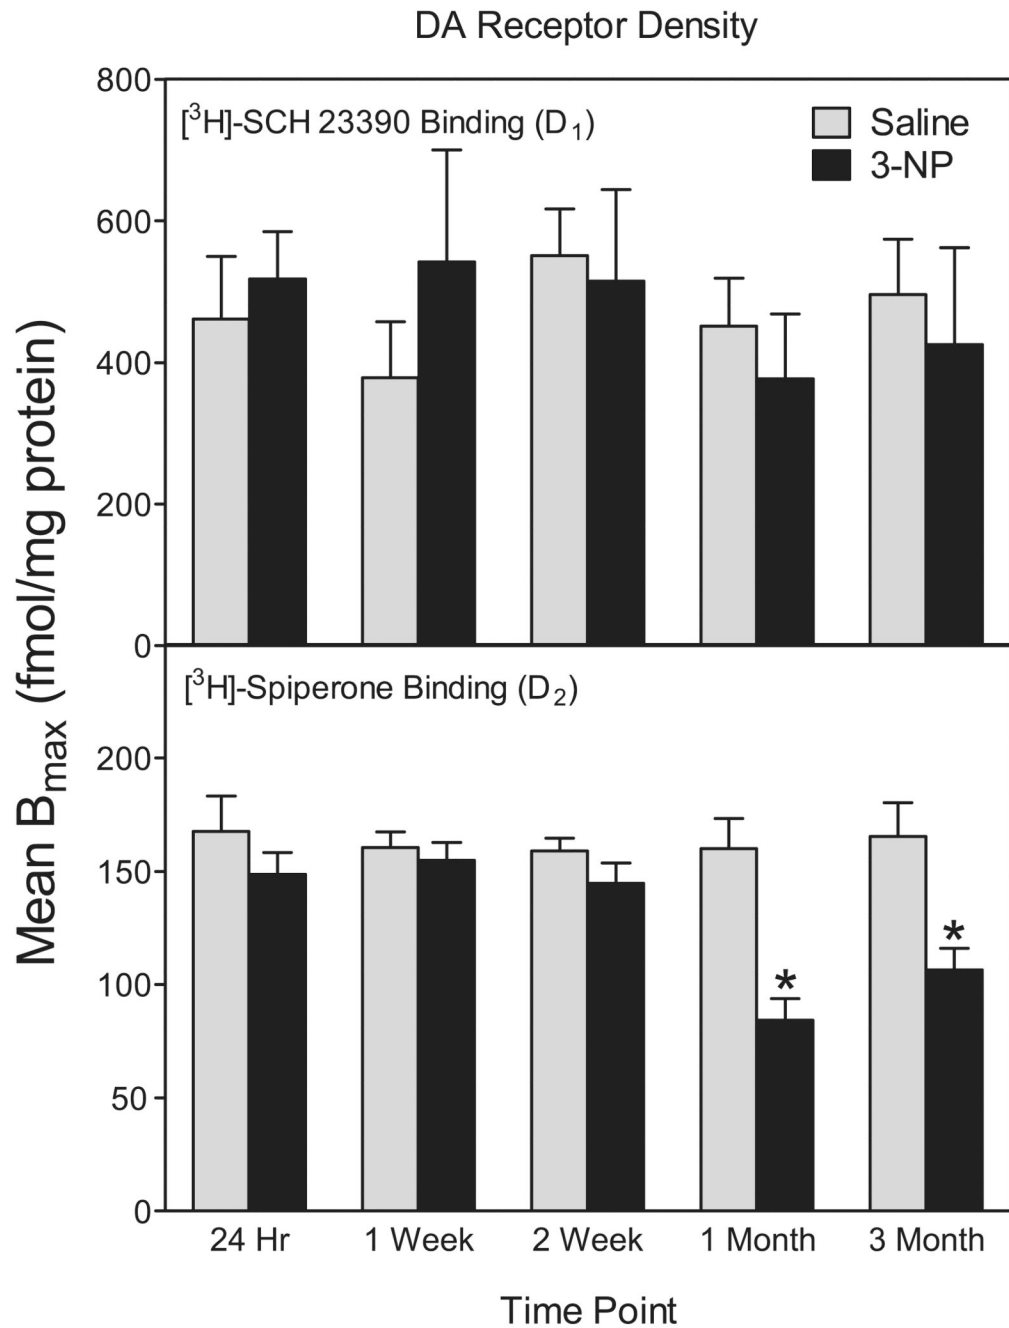 DA Receptor Density
800
[³H]-SCH 23390 Binding (D₁)
Saline
3-NP
600
400
200
0
[³H]-Spiperone Binding (D₂)
200
150
*
*
100
50
0
Mean Bₘₐₓ (fmol/mg protein)
24 Hr 1 Week 2 Week 1 Month 3 Month
Time Point